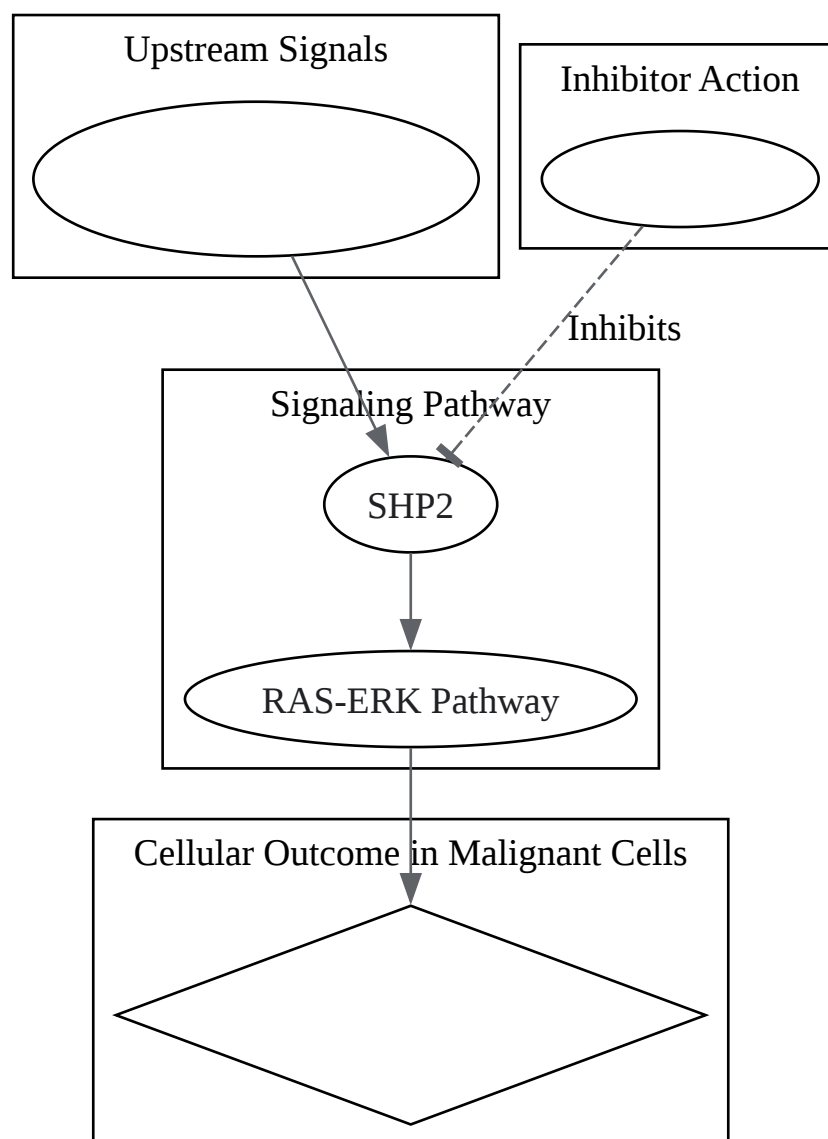 Upstream Signals
Inhibitor Action
Inhibits
Signaling Pathway
SHP2
RAS-ERK Pathway
Cellular Outcome in Malignant Cells